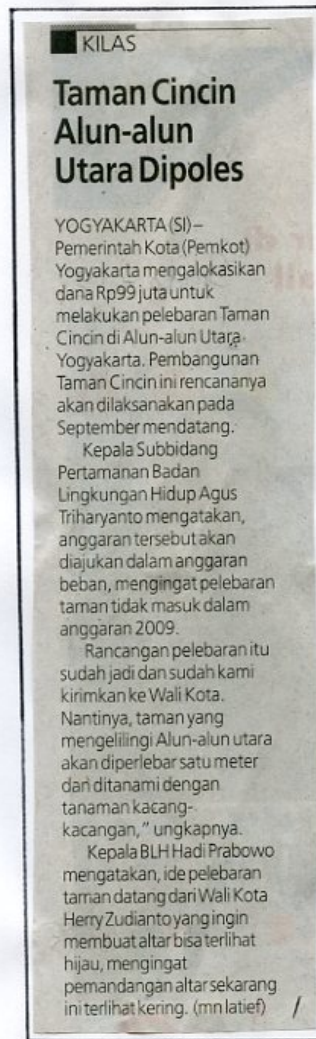 KILAS
Taman Cincin
Alun-alun
Utara Dipoles
YOGYAKARTA (SI) –
Pemerintah Kota (Pemkot)
Yogyakarta mengalokasikan
dana Rp99 juta untuk
melakukan pelebaran Taman
Cincin di Alun-alun Utara
Yogyakarta. Pembangunan
Taman Cincin ini rencananya
akan dilaksanakan pada
September mendatang.
Kepala Subbidang
Pertamanan Badan
Lingkungan Hidup Agus
Triharyanto mengatakan,
anggaran tersebut akan
diajukan dalam anggaran
beban, mengingat pelebaran
taman tidak masuk dalam
anggaran 2009.
Rancangan pelebaran itu
sudah jadi dan sudah kami
kirimkan ke Wali Kota.
Nantinya, taman yang
mengelilingi Alun-alun utara
akan diperlebar satu meter
dan ditanami dengan
tanaman kacang-
kacangan,” ungkapnya.
Kepala BLH Hadi Prabowo
mengatakan, ide pelebaran
taman datang dari Wali Kota
Herry Zudianto yang ingin
membuat altar bisa terlihat
hijau, mengingat
pemandangan altar sekarang
ini terlihat kering. (mn latief)